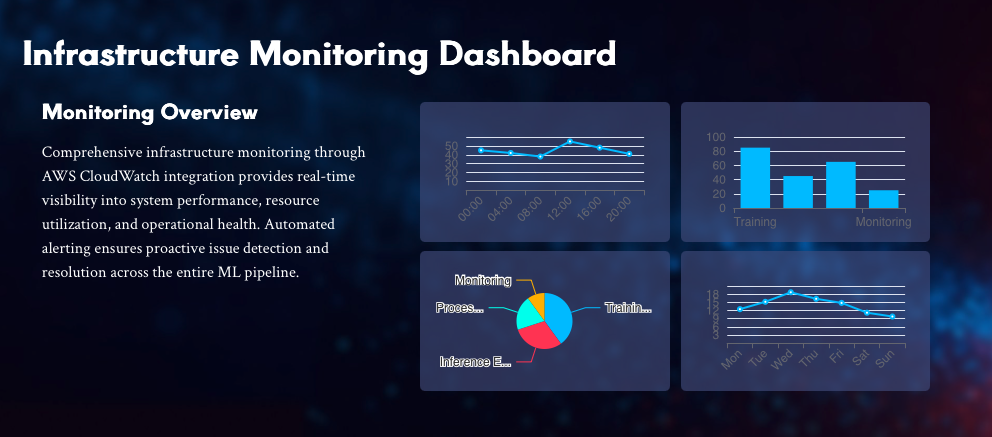 Infrastructure Monitoring Dashboard
Monitoring Overview
Comprehensive infrastructure monitoring through
AWS CloudWatch integration provides real-time
visibility into system performance, resource
utilization, and operational health. Automated
alerting ensures proactive issue detection and
resolution across the entire ML pipeline.
50
40
30
20
10
00:00 04:00 08:00 12:00 16:00 20:00
100
80
60
40
20
0
Training Monitoring
Monitoring
Proces...
Trainin...
Inference E...
18
15
12
9
6
3
Mon Tue Wed Thu Fri Sat Sun